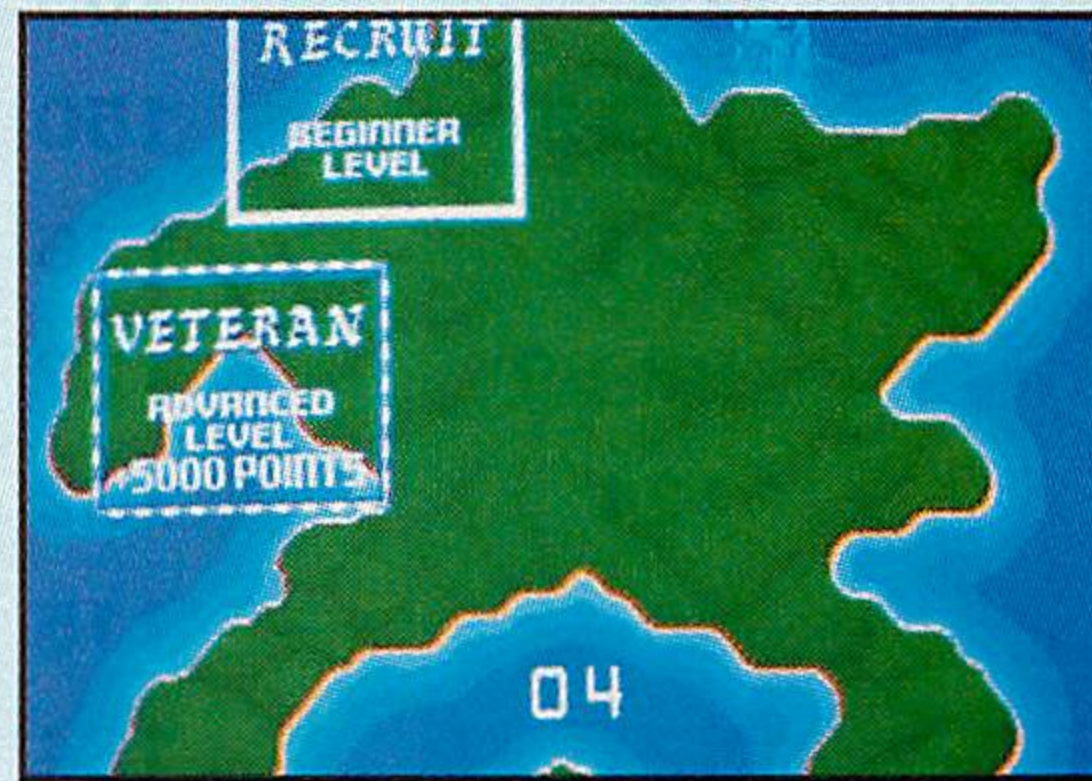 RECRUIT
BEGINNER
LEVEL
VETERAN
ADVANCED
LEVEL
+5000 POINTS
04